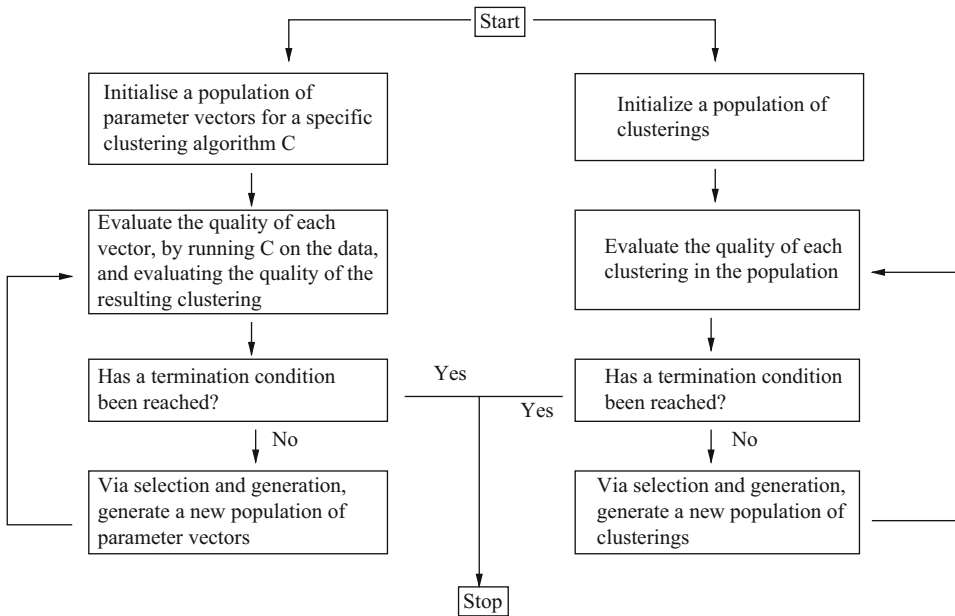 Start
Initialise a population of
parameter vectors for a specific
clustering algorithm C
Evaluate the quality of each
vector, by running C on the data,
and evaluating the quality of the
resulting clustering
Has a termination condition
been reached?
Yes
No
Via selection and generation,
generate a new population of
parameter vectors
Initialize a population of
clusterings
Evaluate the quality of each
clustering in the population
Has a termination condition
been reached?
Yes
No
Via selection and generation,
generate a new population of
clusterings
Stop